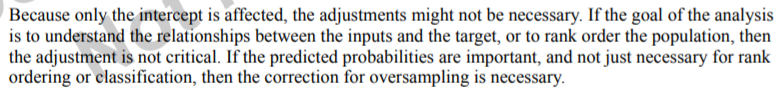 Because only the intercept is affected, the adjustments might not be necessary. If the goal of the analysis
is to understand the relationships between the inputs and the target, or to rank order the population, then
the adjustment is not critical. If the predicted probabilities are important, and not just necessary for rank
ordering or classification, then the correction for oversampling is necessary.